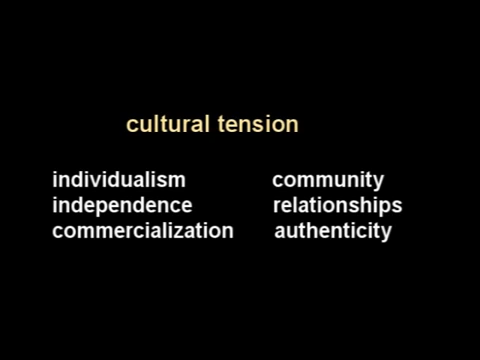 cultural tension
individualism community
independence relationships
commercialization authenticity